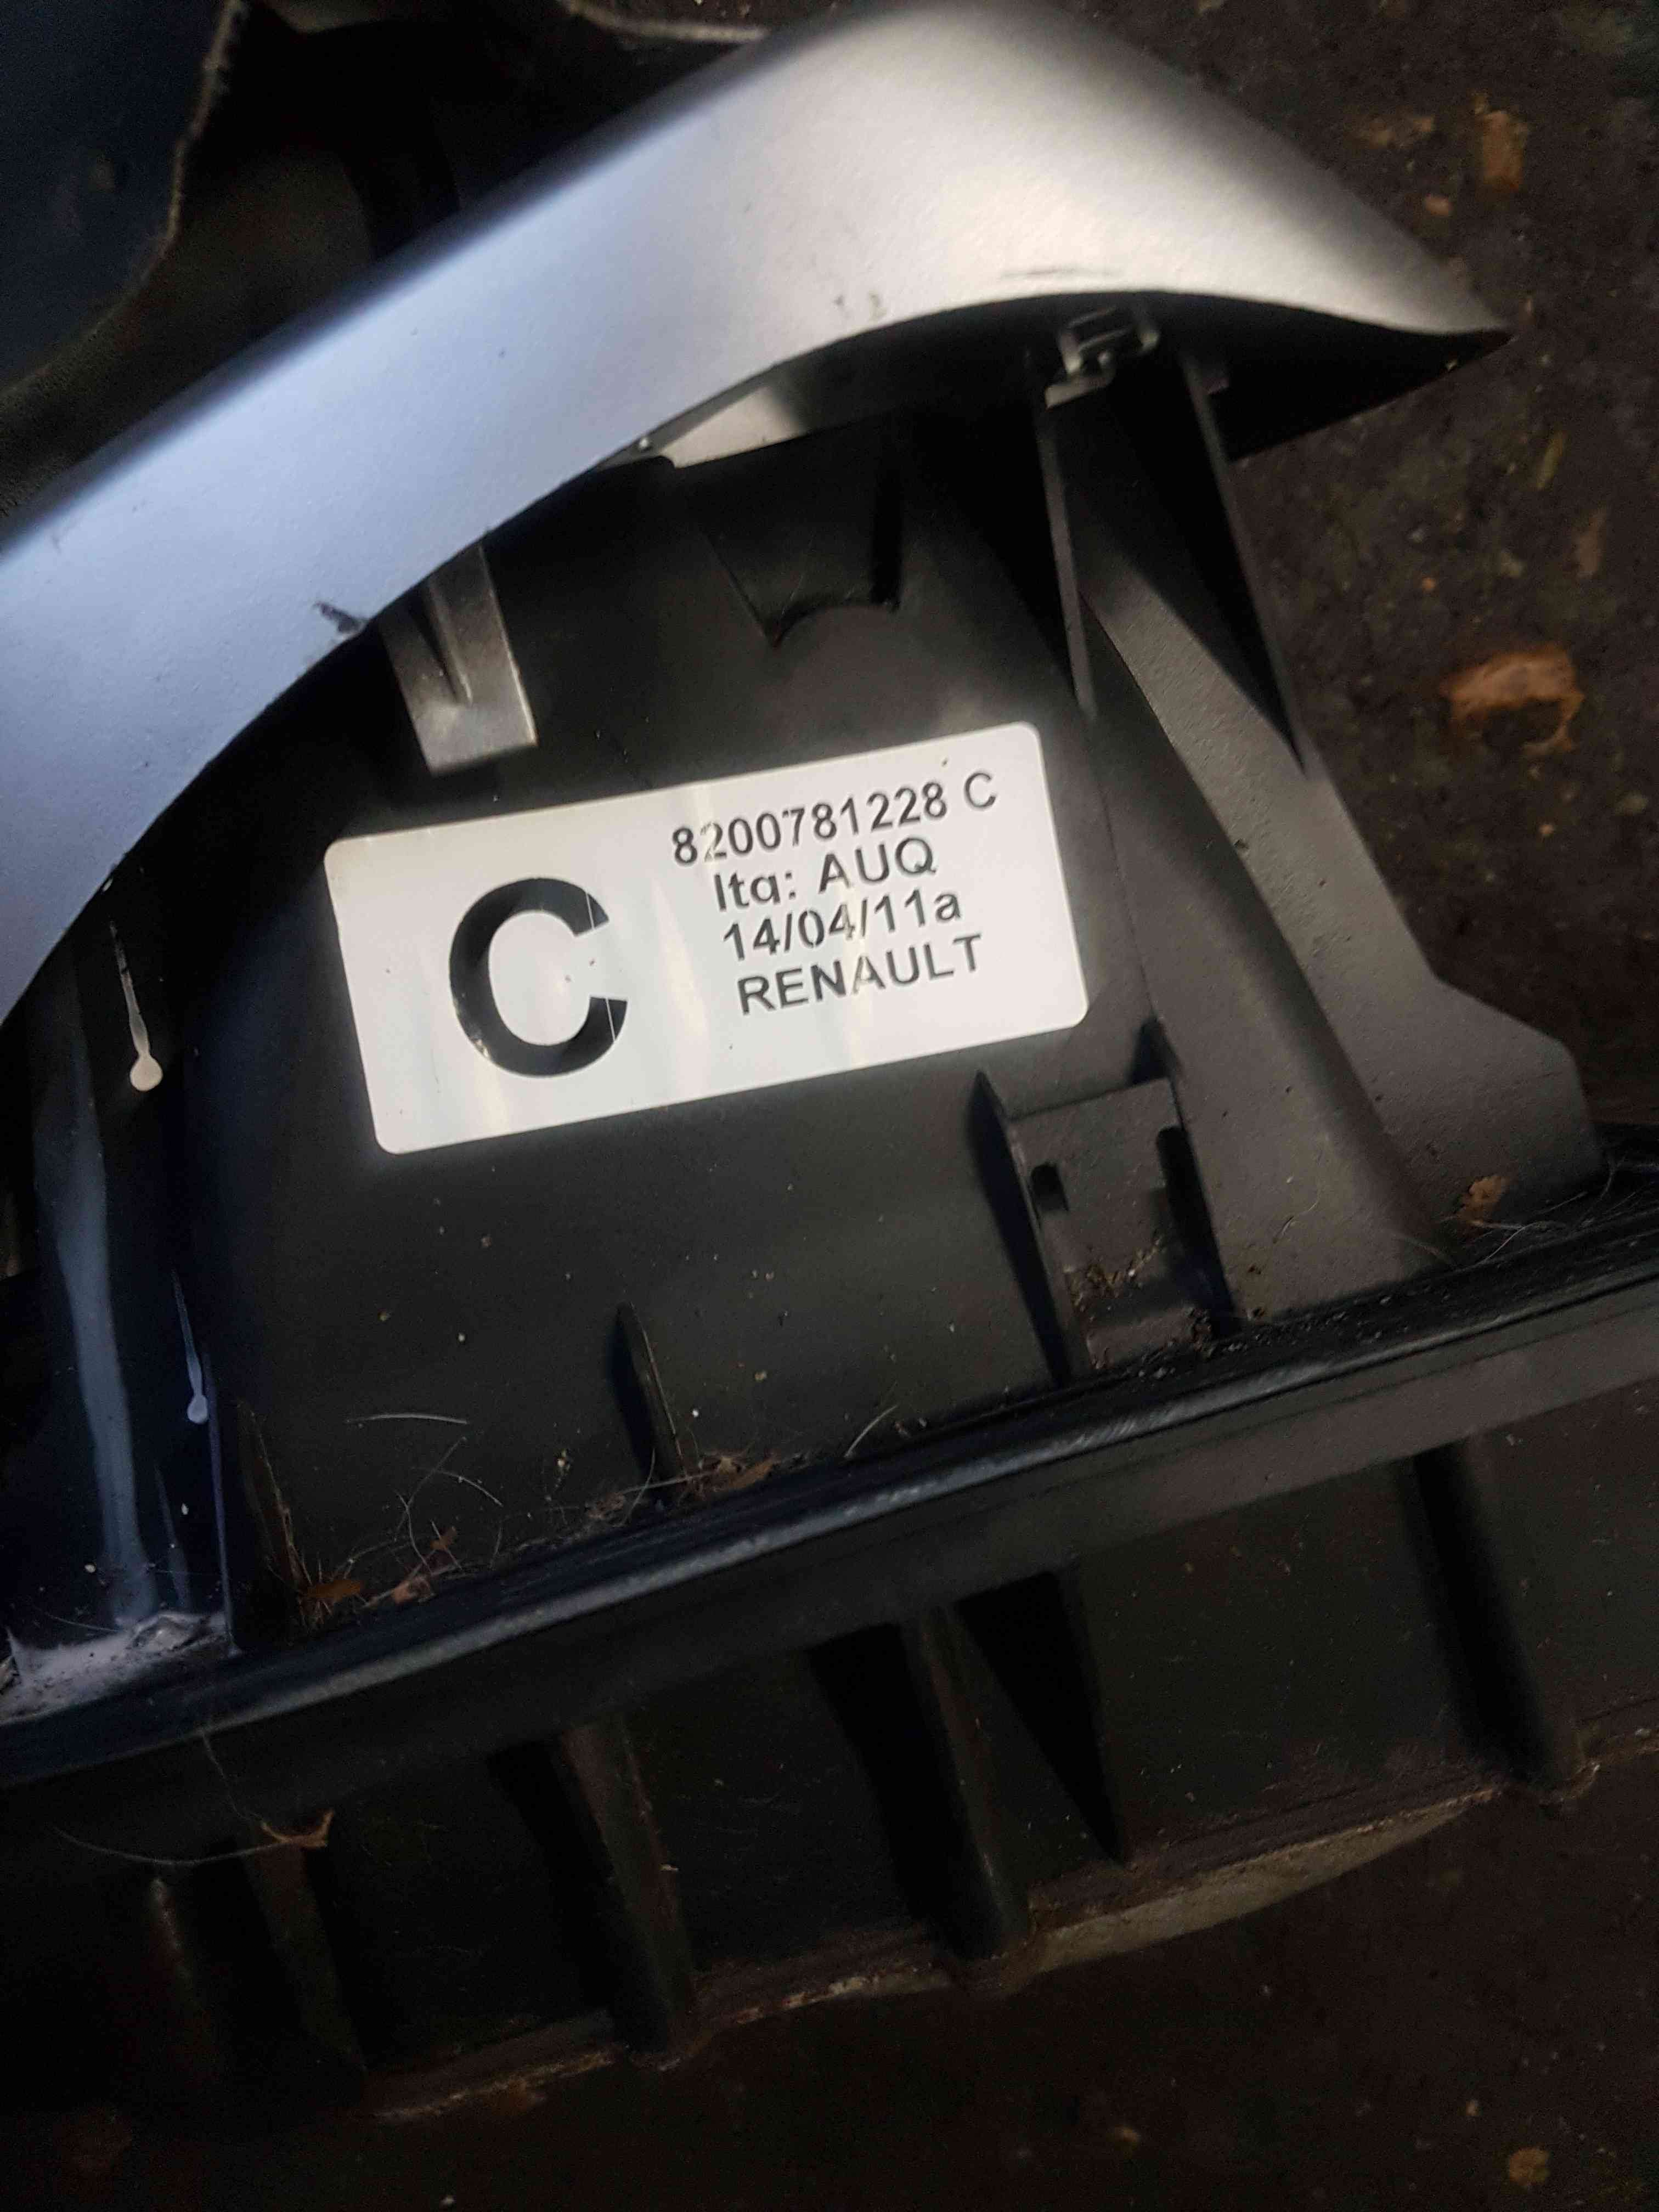 8200781228 C
Ita: AUQ
14/04/11a
RENAULT
C